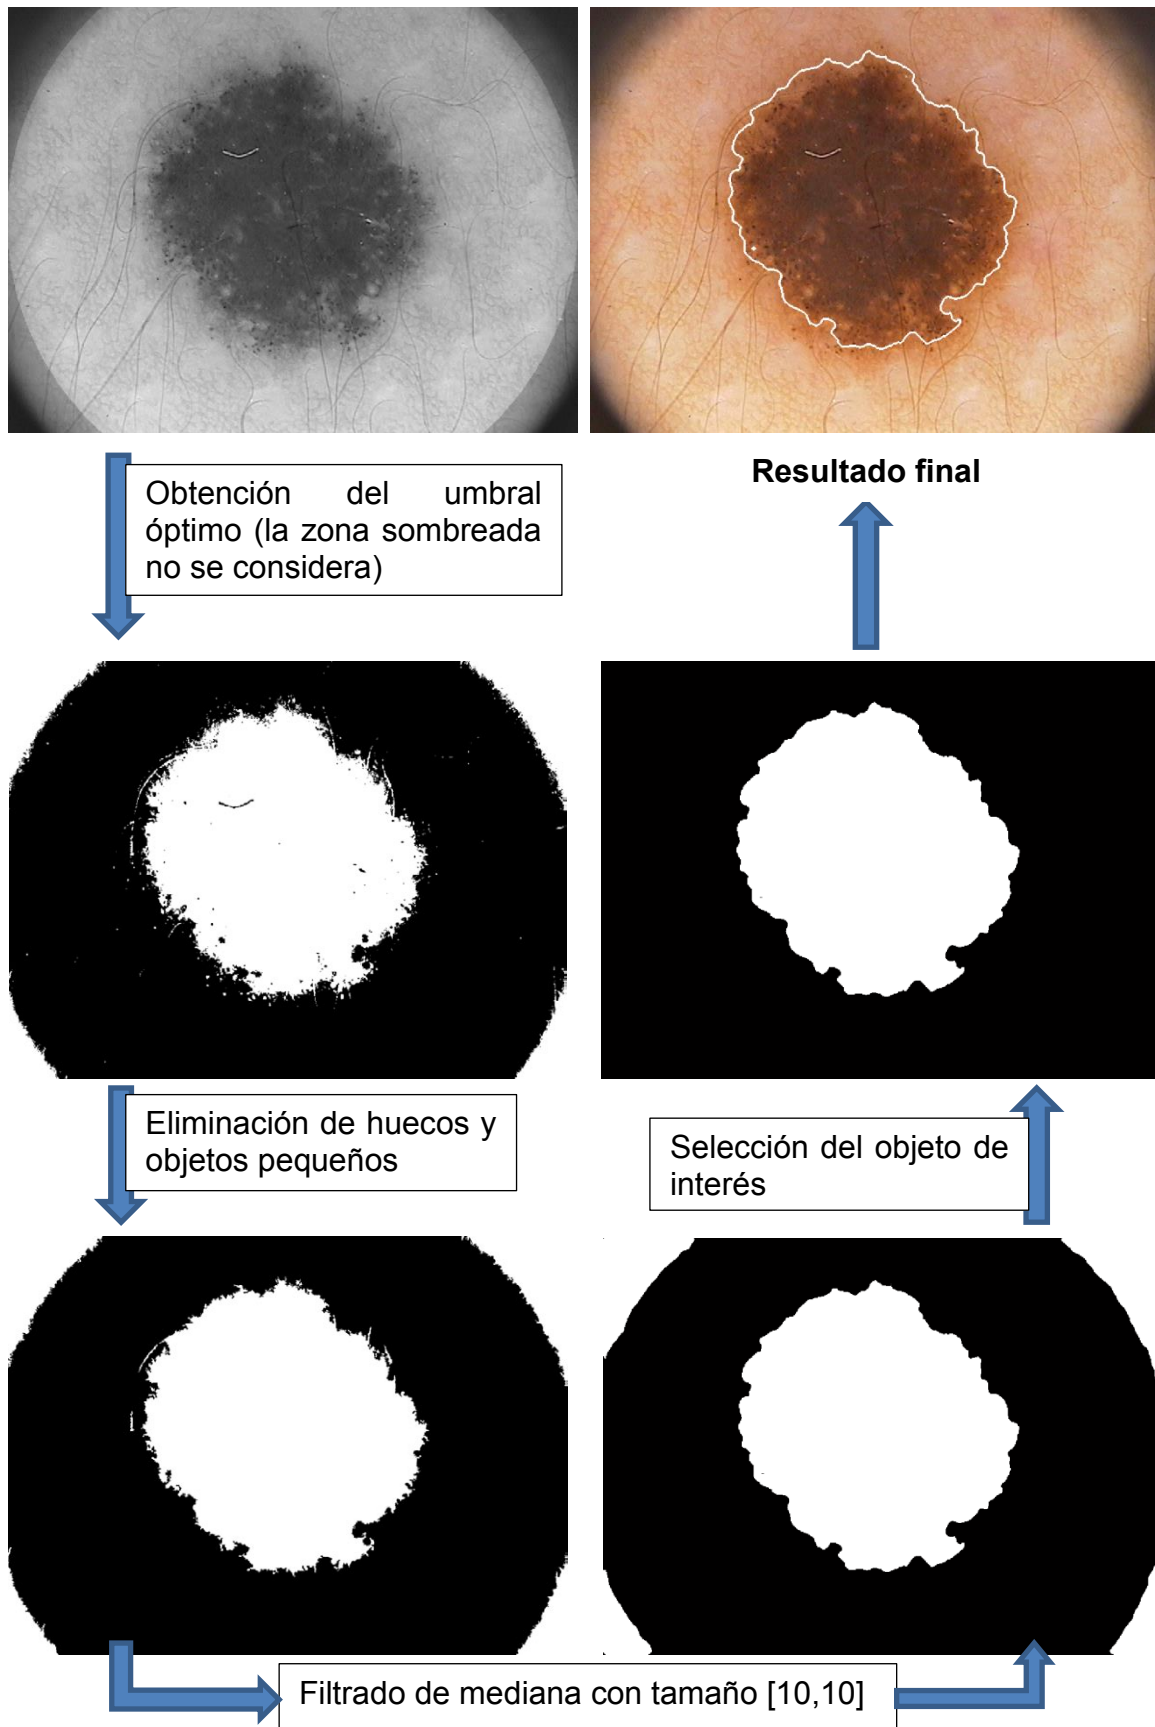 Obtención del umbral
óptimo (la zona sombreada
no se considera)
Eliminación de huecos y
objetos pequeños
Filtrado de mediana con tamaño [10,10]
Selección del objeto de
interés
Resultado final